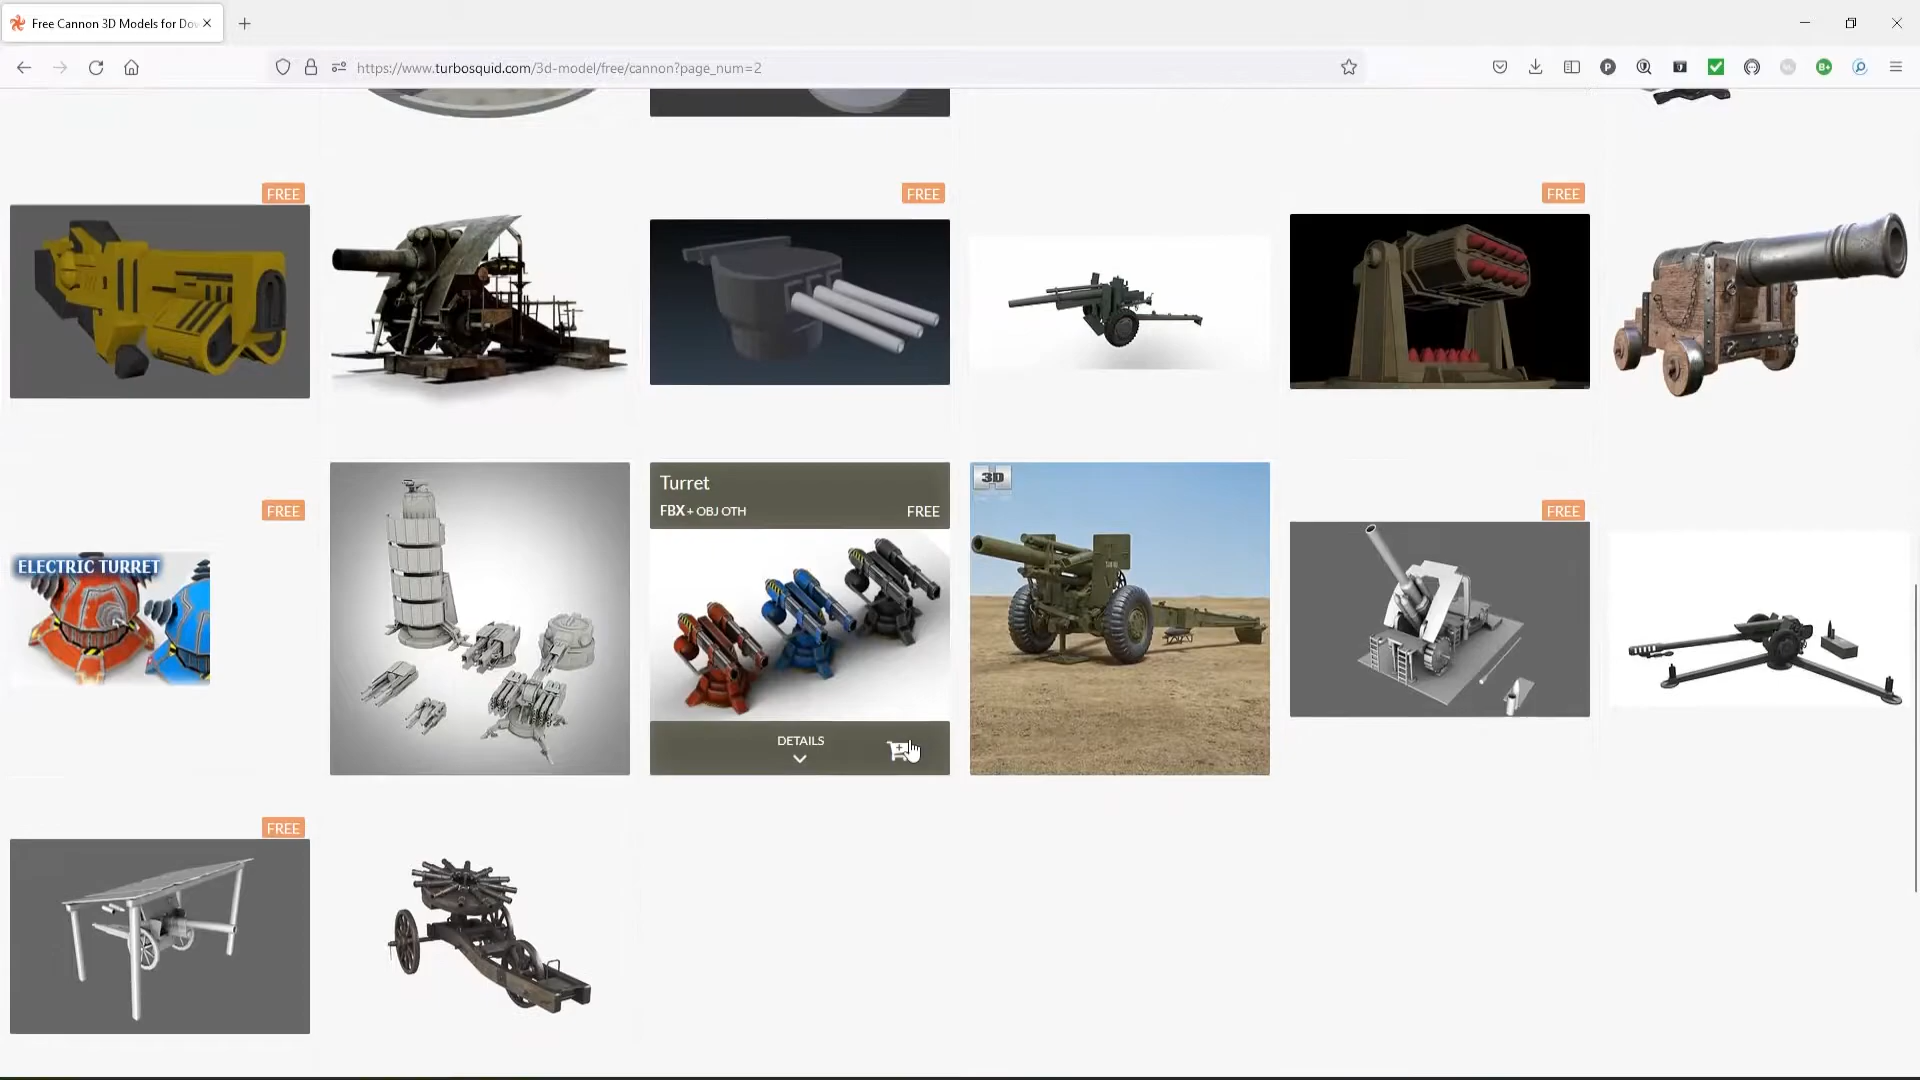 Free Cannon 3D Models for Dov
https://www.turbosquid.com/3d-model/free/cannon?page_num=2
FREE
FREE
FREE
FREE
ELECTRIC TURRET
Turret
FBX + OBJ OTH
FREE
DETAILS
3D
FREE
FREE